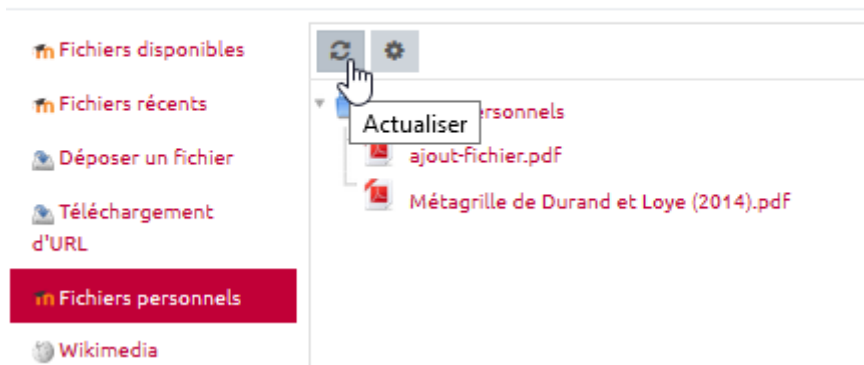 Fichiers disponibles
Fichiers récents
Déposer un fichier
Téléchargement
d'URL
Fichiers personnels
Wikimedia
Actualiser
ersonnels
ajout-fichier.pdf
Métagrille de Durand et Loye (2014).pdf